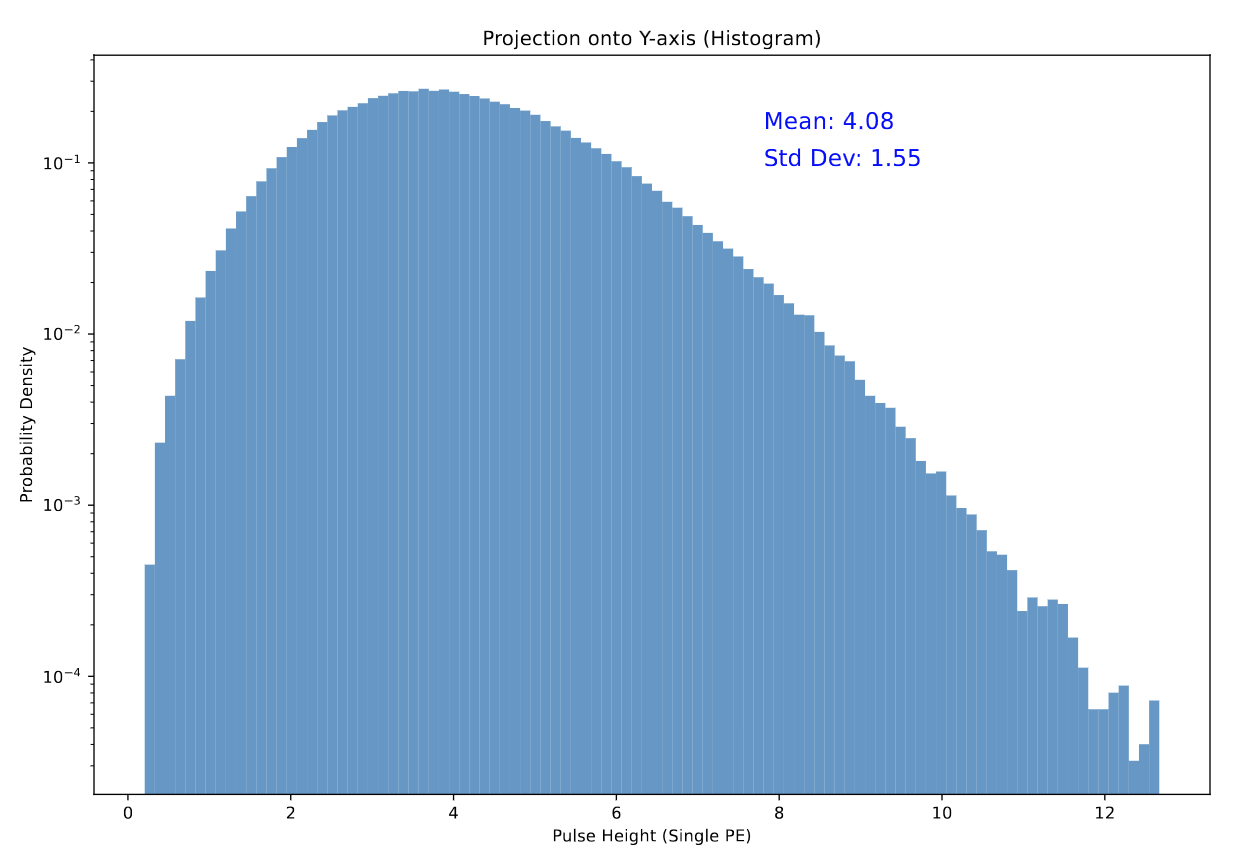 Projection onto Y-axis (Histogram)
Mean: 4.08
Std Dev: 1.55
Probability Density
10⁻¹
10⁻²
10⁻³
10⁻⁴
0 2 4 6 8 10 12
Pulse Height (Single PE)